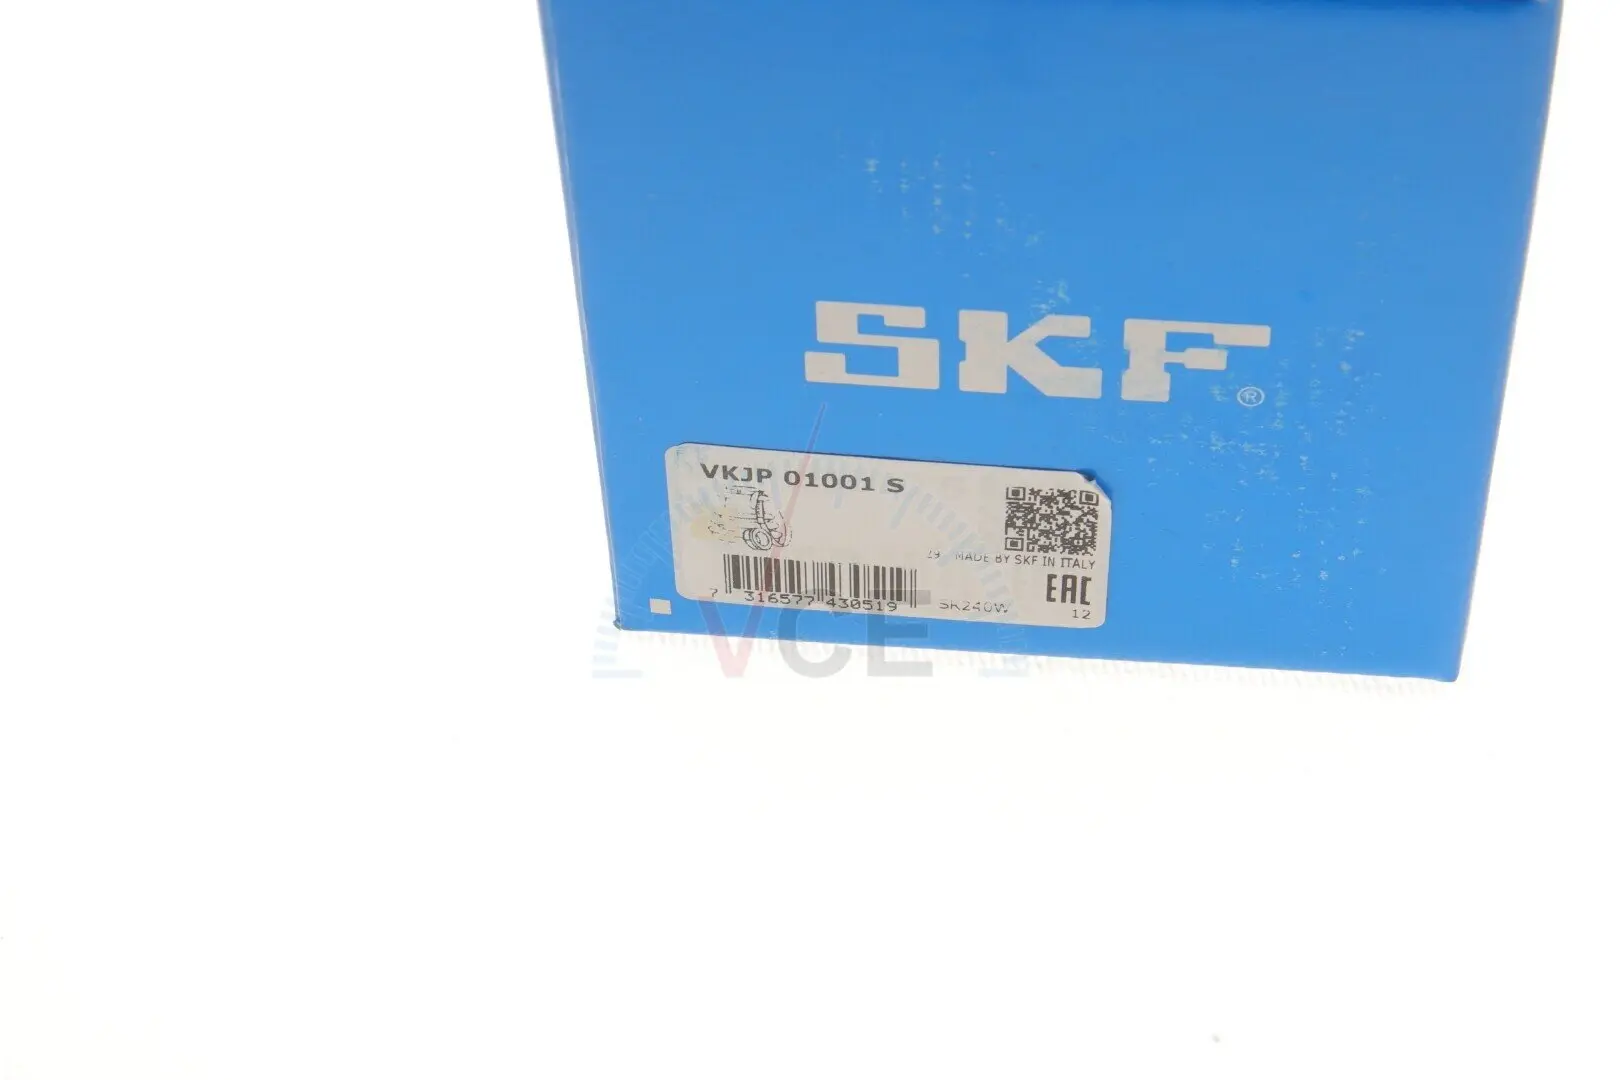 SKF®
VKJP 01001 S
MADE BY SKF IN ITALY
7 316577 430519
SK240W
EAC
12
VCE